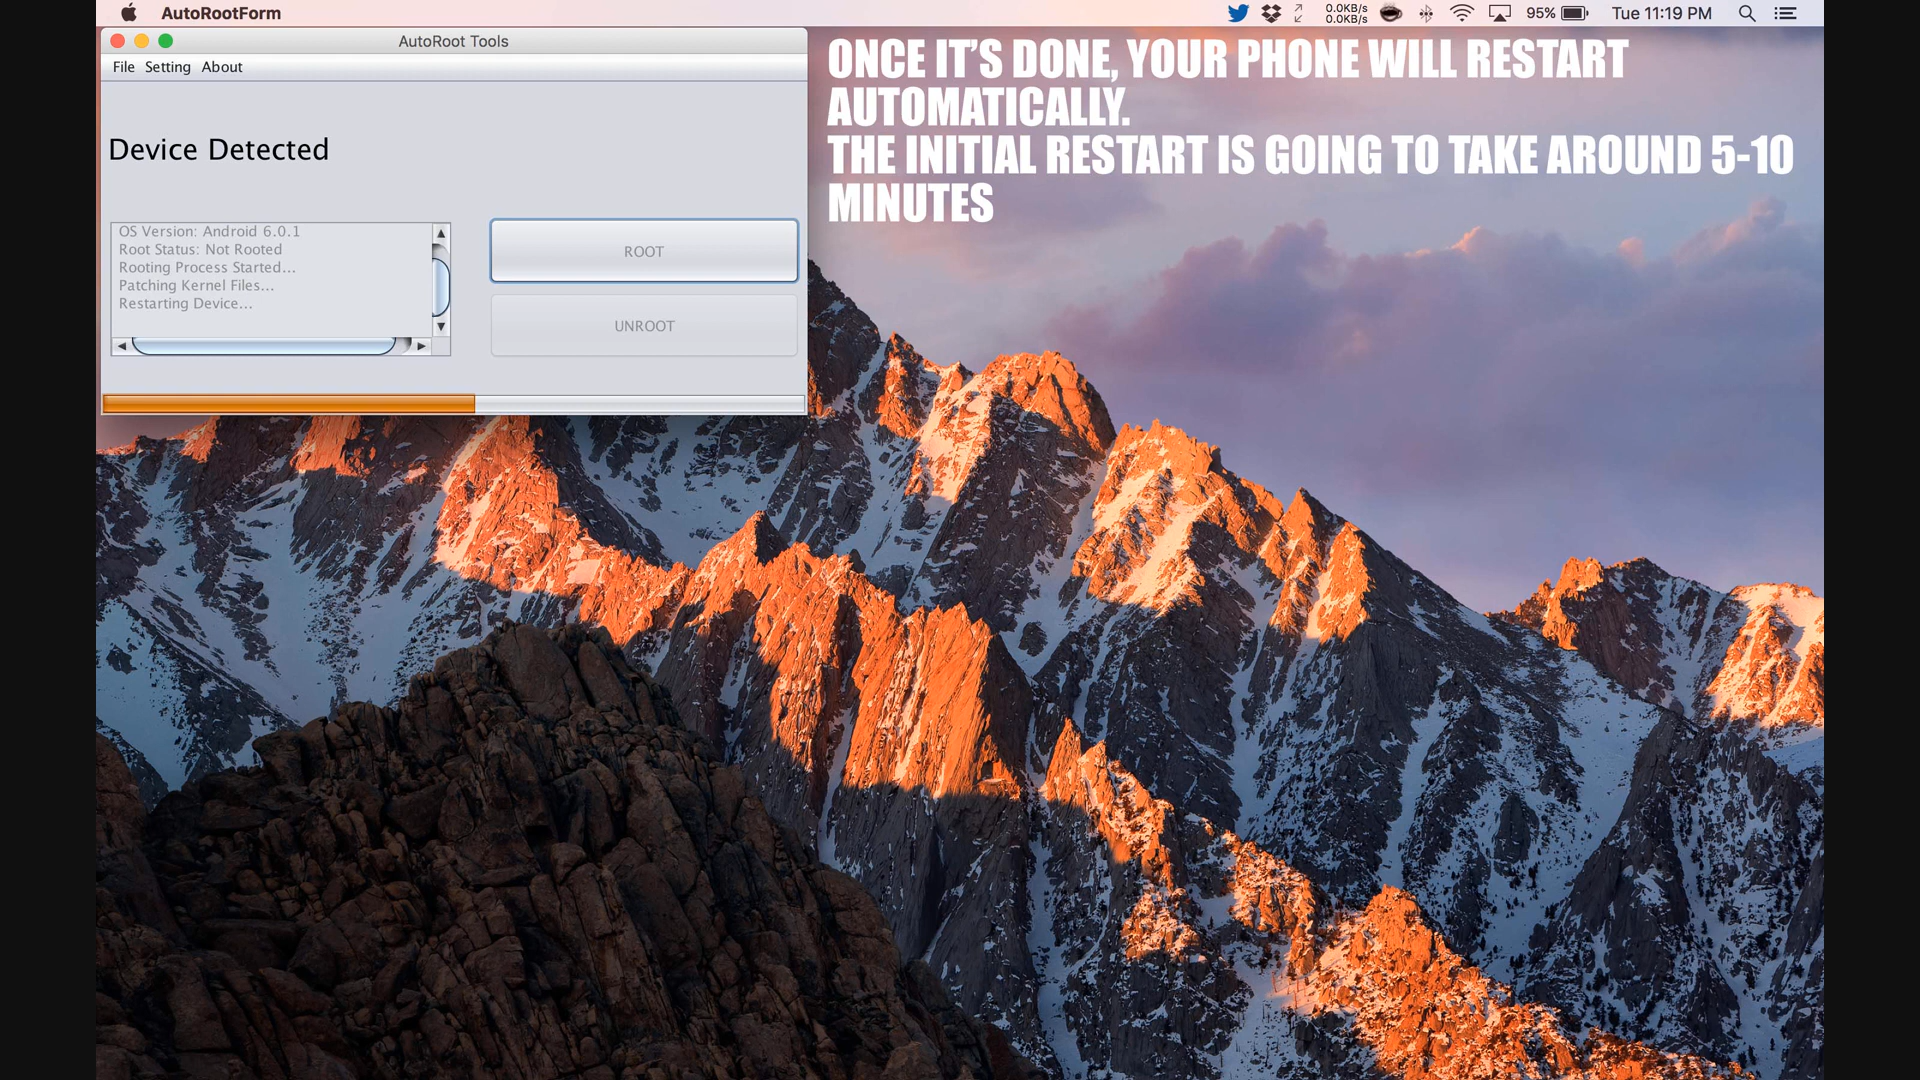 AutoRootForm
0.0KB/s
0.0KB/s
95%
Tue 11:19 PM
AutoRoot Tools
File Setting About
Device Detected
OS Version: Android 6.0.1
Root Status: Not Rooted
Rooting Process Started...
Patching Kernel Files...
Restarting Device...
ROOT
UNROOT
ONCE IT'S DONE, YOUR PHONE WILL RESTART
AUTOMATICALLY.
THE INITIAL RESTART IS GOING TO TAKE AROUND 5-10
MINUTES